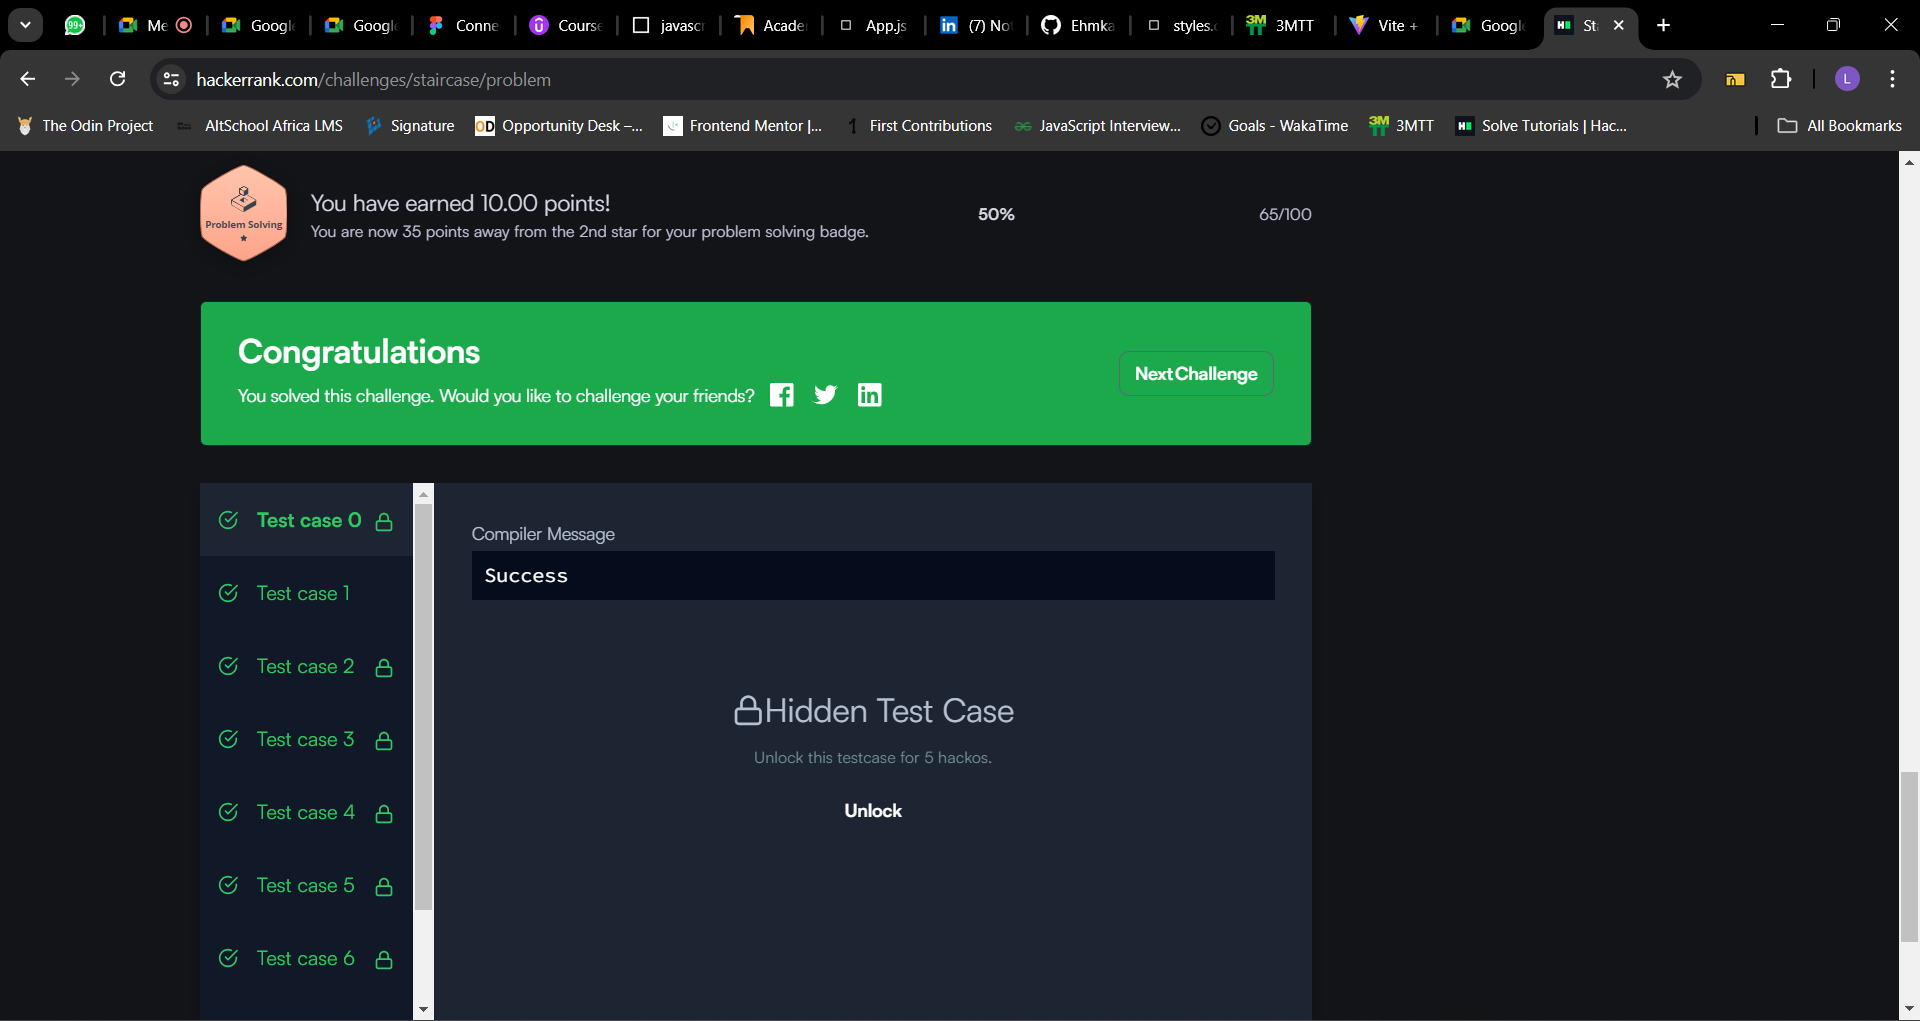 99+ Me Google Google Conne Course javasc Acade App.js (7) Not Ehmka styles.c 3MTT Vite + Google St
hackerrank.com/challenges/staircase/problem L
The Odin Project AltSchool Africa LMS Signature OD Opportunity Desk –... Frontend Mentor |... First Contributions JavaScript Interview... Goals - WakaTime 3MTT Solve Tutorials | Hac... All Bookmarks
Problem Solving
You have earned 10.00 points!
You are now 35 points away from the 2nd star for your problem solving badge.
50%
65/100
Congratulations
You solved this challenge. Would you like to challenge your friends?
Next Challenge
Test case 0
Test case 1
Test case 2
Test case 3
Test case 4
Test case 5
Test case 6
Compiler Message
Success
Hidden Test Case
Unlock this testcase for 5 hackos.
Unlock